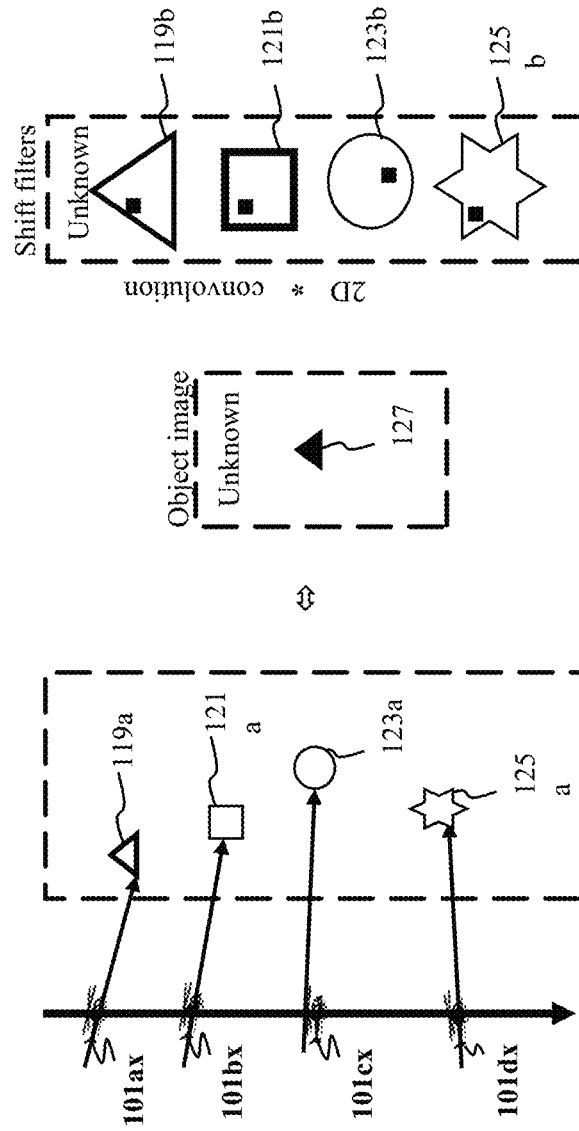 Shift filters
Unknown
119b
121b
123b
125
b
2D * convolution
Object image
Unknown
127
⇔
119a
121
a
123a
125
a
101ax
101bx
101cx
101dx